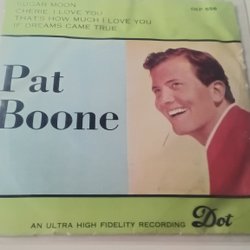 SUGAR MOON
CHERIE, I LOVE YOU
THAT'S HOW MUCH I LOVE YOU
IF DREAMS CAME TRUE
Pat
Boone
AN ULTRA HIGH FIDELITY RECORDING
Dot